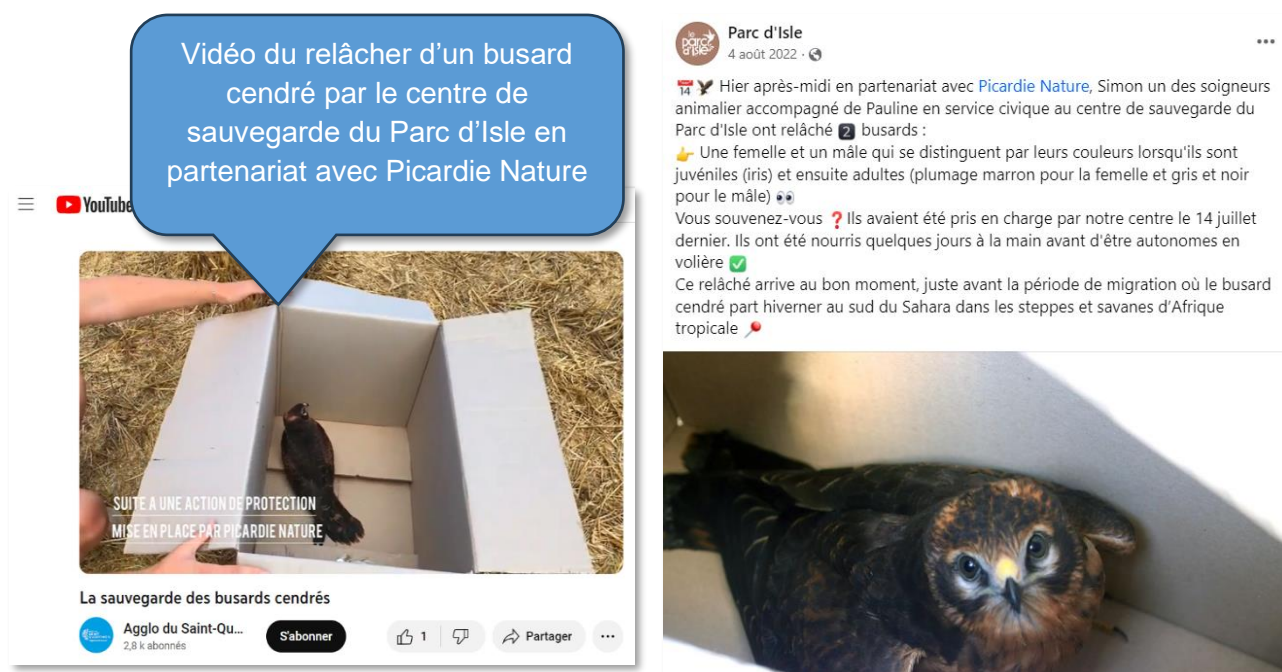 Vidéo du relâcher d'un busard
cendré par le centre de
sauvegarde du Parc d'Isle en
partenariat avec Picardie Nature
YouTube
SUITE A UNE ACTION DE PROTECTION
MISE EN PLACE PAR PICARDIE NATURE
La sauvegarde des busards cendrés
Agglo du Saint-Qu...
2,8 k abonnés
S'abonner
1
Partager
le parc d'isle
Parc d'Isle
4 août 2022 ·
📅🦅 Hier après-midi en partenariat avec Picardie Nature, Simon un des soigneurs
animalier accompagné de Pauline en service civique au centre de sauvegarde du
Parc d'Isle ont relâché 2️⃣ busards :
👉 Une femelle et un mâle qui se distinguent par leurs couleurs lorsqu'ils sont
juvéniles (iris) et ensuite adultes (plumage marron pour la femelle et gris et noir
pour le mâle) 👀
Vous souvenez-vous ❓ Ils avaient été pris en charge par notre centre le 14 juillet
dernier. Ils ont été nourris quelques jours à la main avant d'être autonomes en
volière ✅
Ce relâché arrive au bon moment, juste avant la période de migration où le busard
cendré part hiverner au sud du Sahara dans les steppes et savanes d'Afrique
tropicale 📍